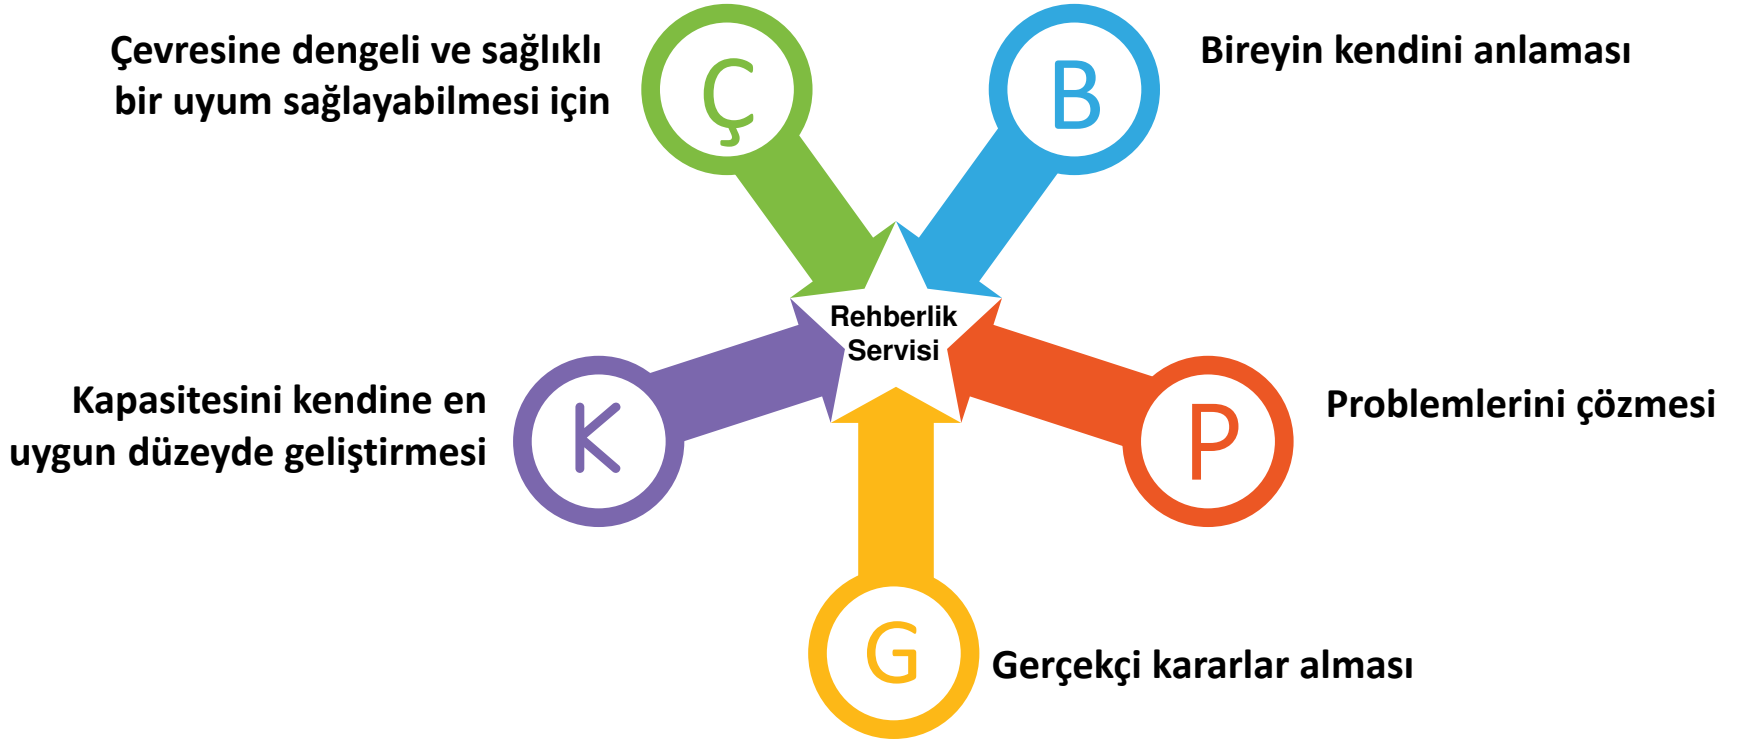 Çevresine dengeli ve sağlıklı
bir uyum sağlayabilmesi için
Ç
B
Bireyin kendini anlaması
Rehberlik
Servisi
Kapasitesini kendine en
uygun düzeyde geliştirmesi
K
P
Problemlerini çözmesi
G
Gerçekçi kararlar alması